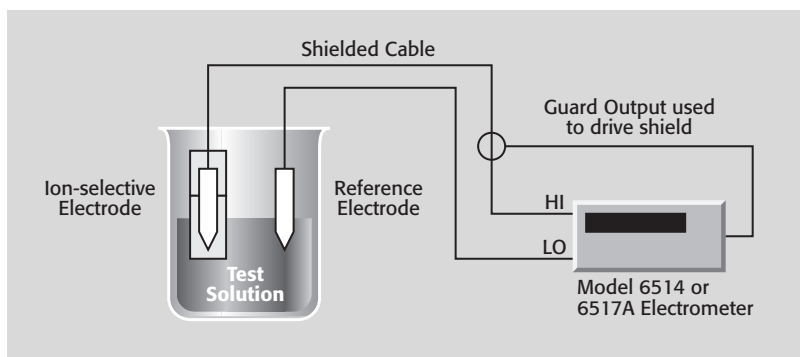 Shielded Cable
Guard Output used
to drive shield
Ion-selective
Electrode
Reference
Electrode
HI
LO
Test
Solution
Model 6514 or
6517A Electrometer